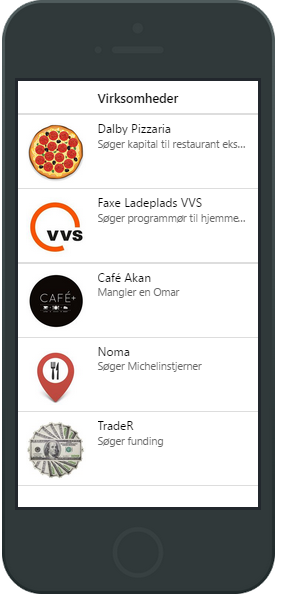 Virksomheder
Dalby Pizzaria
Søger kapital til restaurant eks...
Faxe Ladeplads VVS
Søger programmør til hjemme...
VVS
Café Akan
Mangler en Omar
CAFÉ+
Noma
Søger Michelinstjerner
TradeR
Søger funding